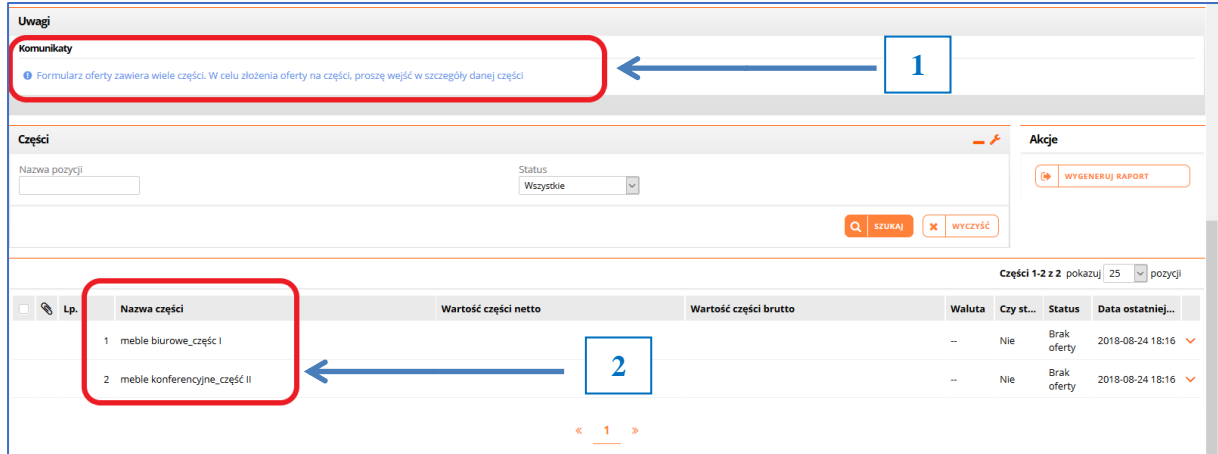 Uwagi
Komunikaty
Formularz oferty zawiera wiele części. W celu złożenia oferty na części, proszę wejść w szczegóły danej części
1
Części
Akcje
Nazwa pozycji
Status
Wszystkie
WYGENERUJ RAPORT
SZUKAJ
WYCZYŚĆ
Części 1-2 z 2 pokazuj 25 pozycji
Lp. Nazwa części Wartość części netto Wartość części brutto Waluta Czy st... Status Data ostatniej...
1 meble biurowe_częśc I -- Nie Brak oferty 2018-08-24 18:16
2 meble konferencyjne_część II -- Nie Brak oferty 2018-08-24 18:16
2
« 1 »